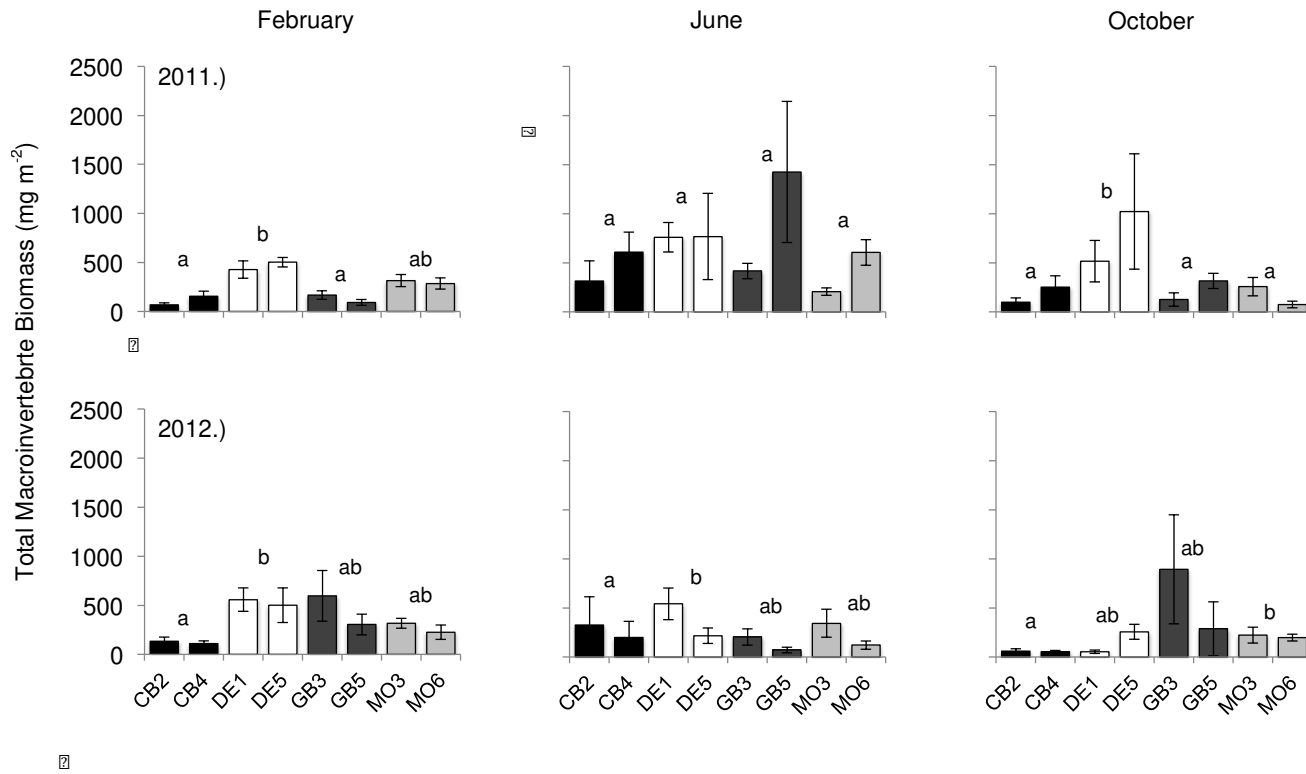 February June October
Total Macroinvertebrte Biomass (mg m-2)
2500 2011.)
2000
1500
1000
500
0
a b a ab
a a a a
a b a a
2500 2012.)
2000
1500
1000
500
0
a b ab ab
a b ab ab
a ab ab b
CB2 CB4 DE1 DE5 GB3 GB5 MO3 MO6
CB2 CB4 DE1 DE5 GB3 GB5 MO3 MO6
CB2 CB4 DE1 DE5 GB3 GB5 MO3 MO6